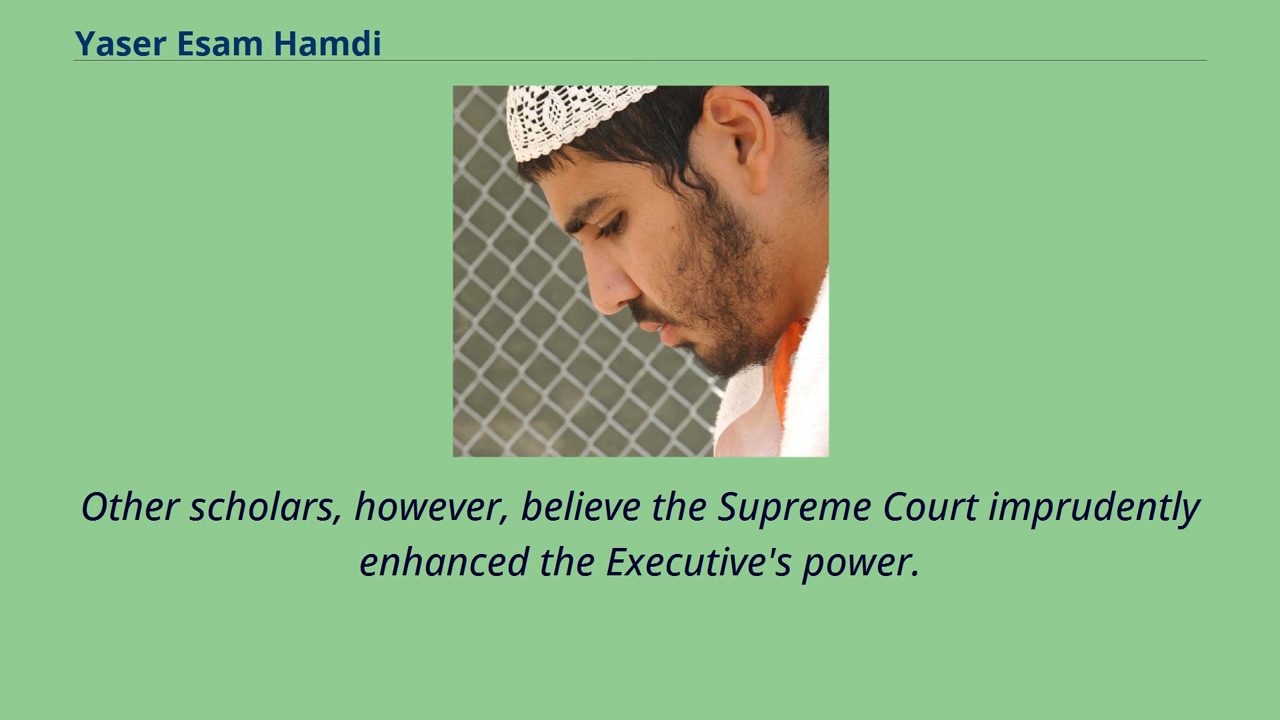 Yaser Esam Hamdi
Other scholars, however, believe the Supreme Court imprudently
enhanced the Executive's power.